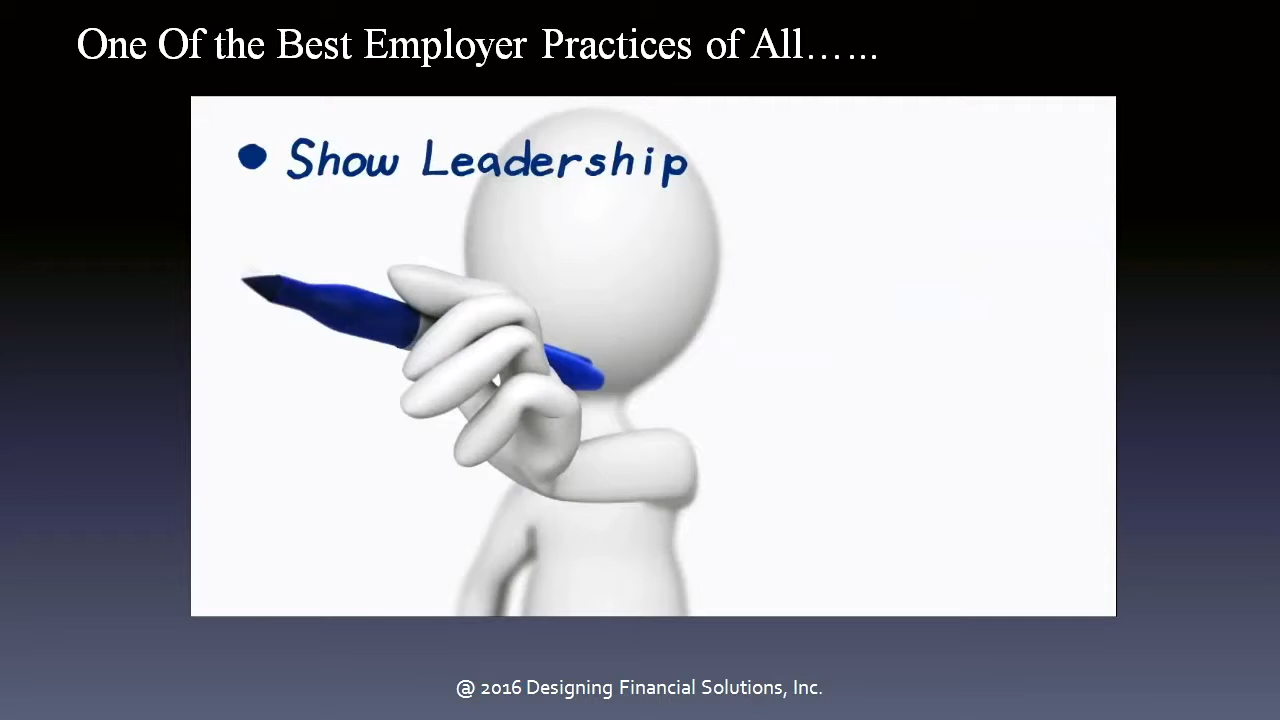 One Of the Best Employer Practices of All…...
• Show Leadership
@ 2016 Designing Financial Solutions, Inc.